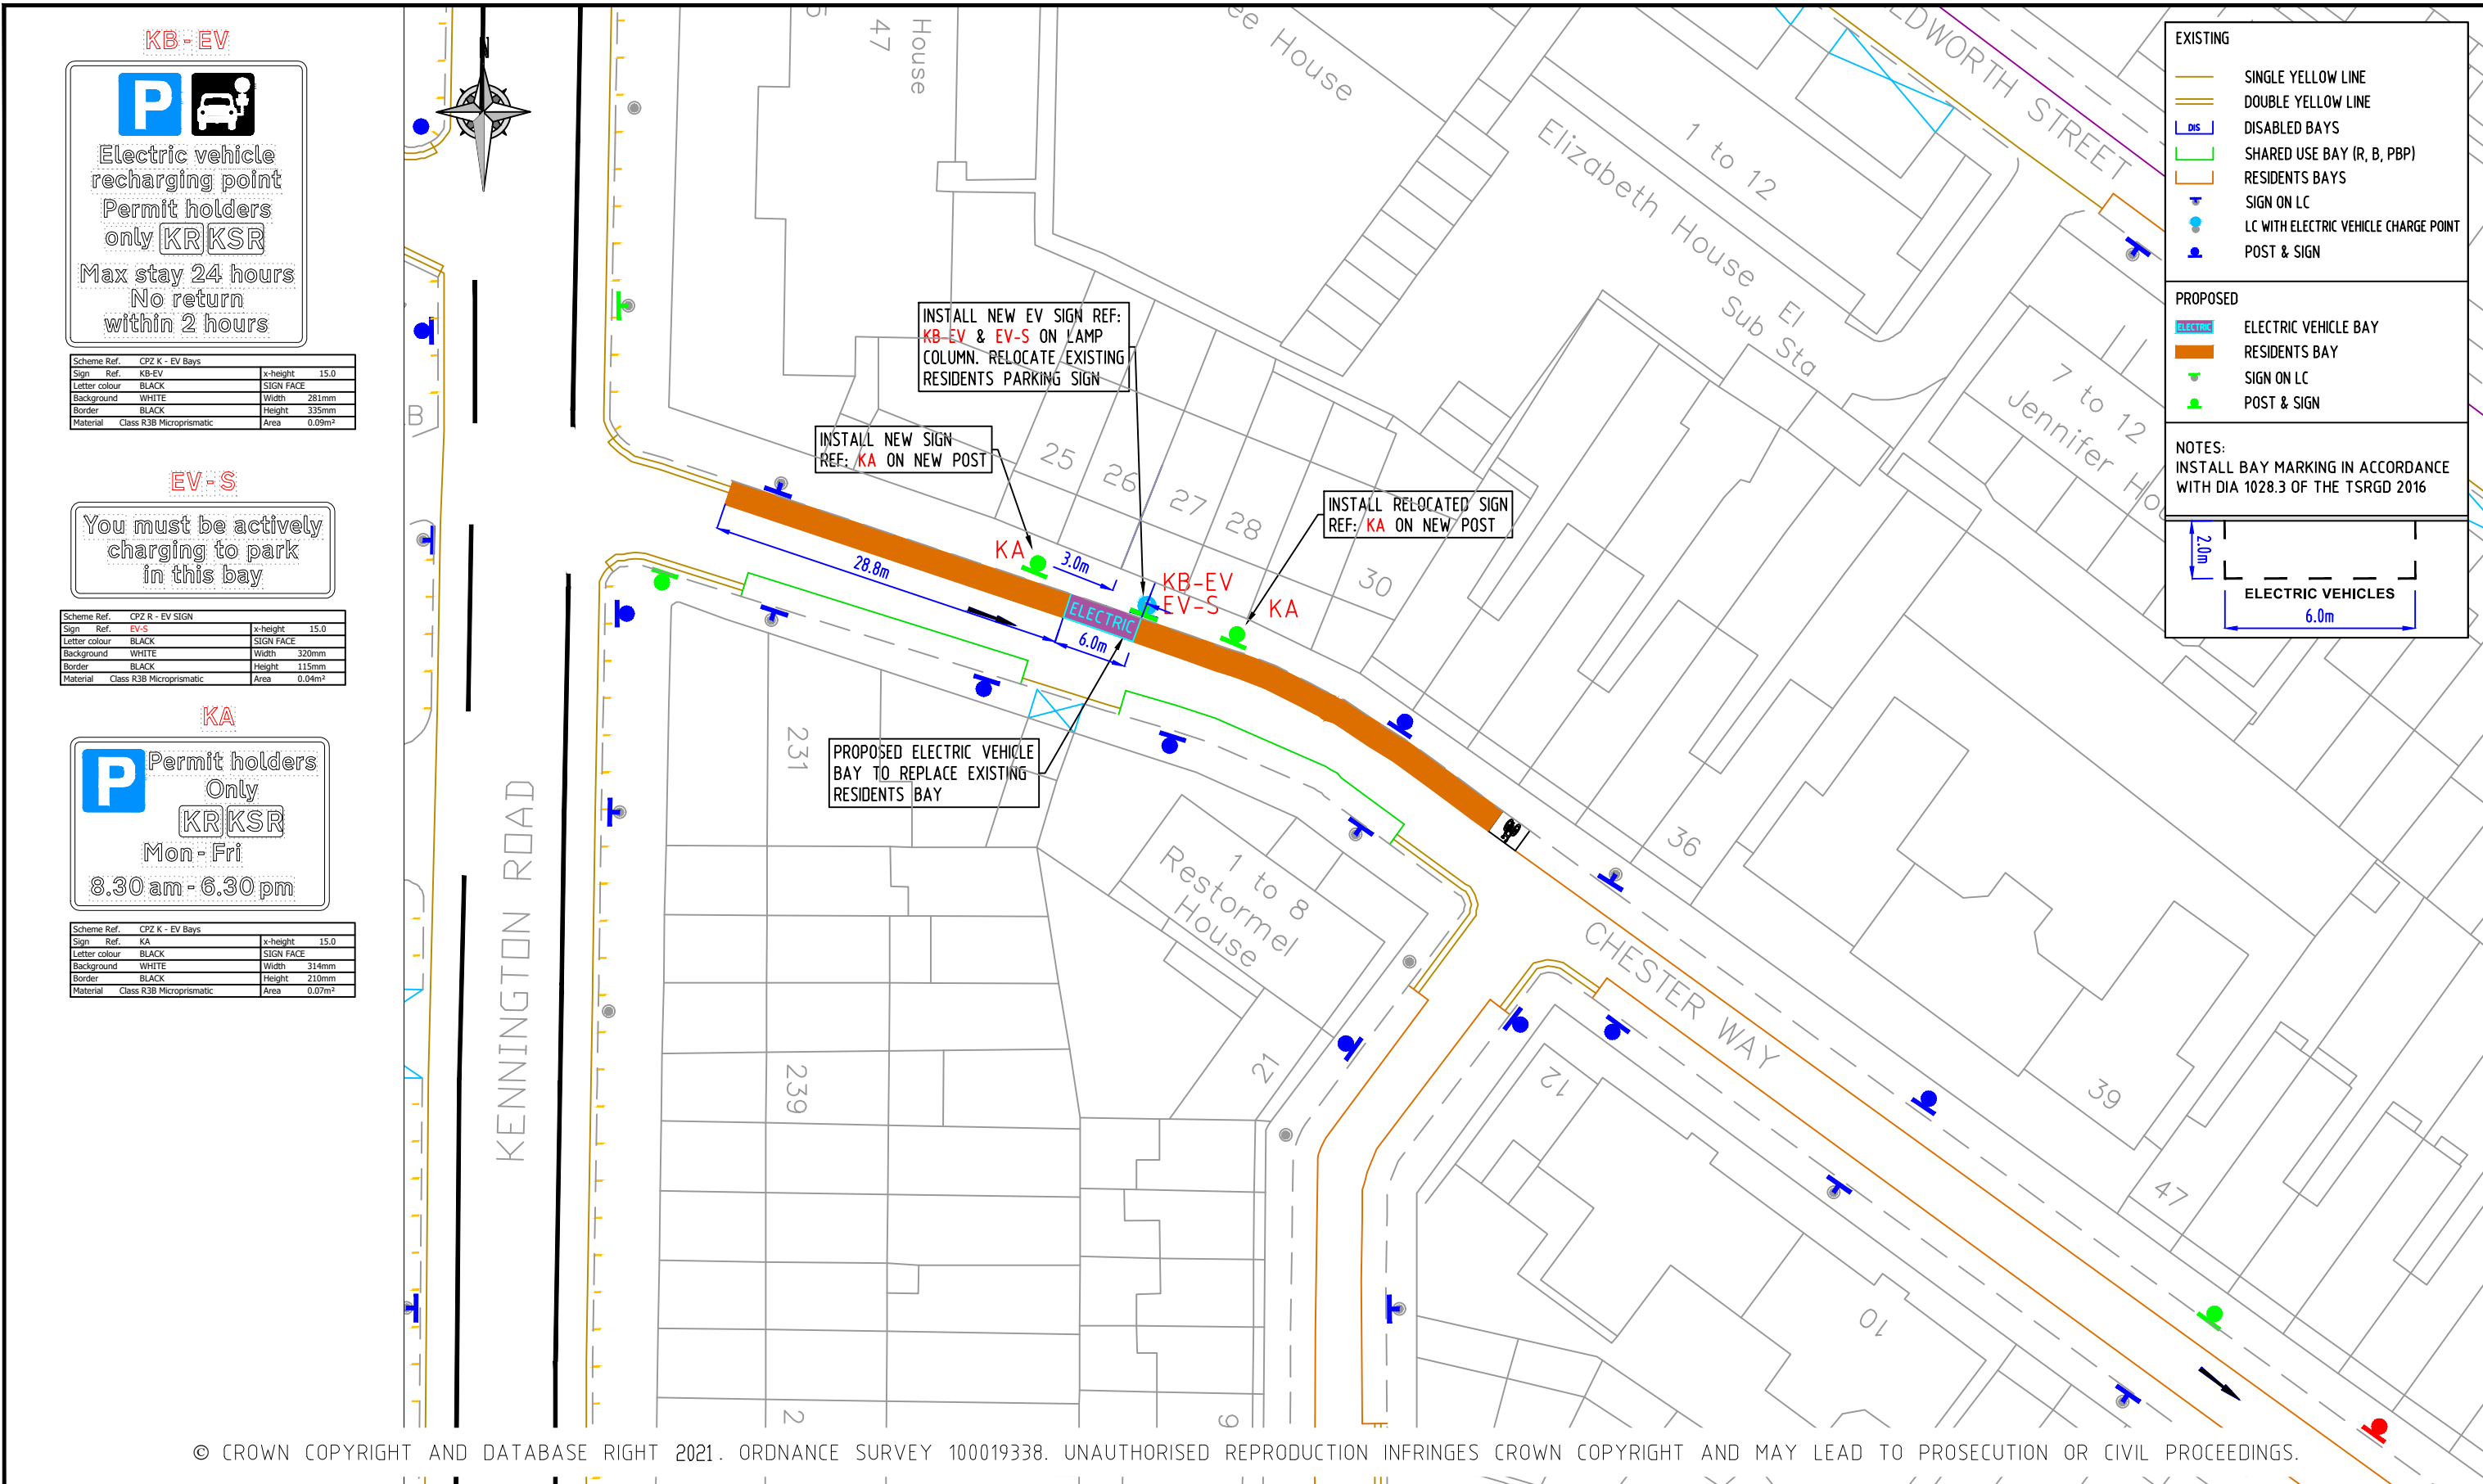 KB-EV
P
Electric vehicle
recharging point
Permit holders
only KR KSR
Max stay 24 hours
No return
within 2 hours
Scheme Ref. CPZ K - EV Bays
Sign Ref. KB-EV x-height 15.0
Letter colour BLACK SIGN FACE
Background WHITE Width 281mm
Border BLACK Height 335mm
Material Class R3B Microprismatic Area 0.09m²
EV-S
You must be actively
charging to park
in this bay
Scheme Ref. CPZ R - EV SIGN
Sign Ref. EV-S x-height 15.0
Letter colour BLACK SIGN FACE
Background WHITE Width 320mm
Border BLACK Height 115mm
Material Class R3B Microprismatic Area 0.04m²
KA
P
Permit holders
Only
KR KSR
Mon - Fri
8.30 am - 6.30 pm
Scheme Ref. CPZ K - EV Bays
Sign Ref. KA x-height 15.0
Letter colour BLACK SIGN FACE
Background WHITE Width 314mm
Border BLACK Height 210mm
Material Class R3B Microprismatic Area 0.07m²
N
B
47
House
ee House
Elizabeth House
1 to 12
El
Sub Sta
LDWORTH STREET
7 to 12
Jennifer Hou
INSTALL NEW EV SIGN REF:
KB-EV & EV-S ON LAMP
COLUMN. RELOCATE EXISTING
RESIDENTS PARKING SIGN
INSTALL NEW SIGN
REF: KA ON NEW POST
INSTALL RELOCATED SIGN
REF: KA ON NEW POST
25
26
27
28
30
KA
3.0m
KB-EV
EV-S
KA
28.8m
ELECTRIC
6.0m
PROPOSED ELECTRIC VEHICLE
BAY TO REPLACE EXISTING
RESIDENTS BAY
231
239
2
KENNINGTON ROAD
1 to 8
Restormel
House
36
CHESTER WAY
21
12
39
47
10
9
EXISTING
SINGLE YELLOW LINE
DOUBLE YELLOW LINE
DIS DISABLED BAYS
SHARED USE BAY (R, B, PBP)
RESIDENTS BAYS
SIGN ON LC
LC WITH ELECTRIC VEHICLE CHARGE POINT
POST & SIGN
PROPOSED
ELECTRIC ELECTRIC VEHICLE BAY
RESIDENTS BAY
SIGN ON LC
POST & SIGN
NOTES:
INSTALL BAY MARKING IN ACCORDANCE
WITH DIA 1028.3 OF THE TSRGD 2016
2.0m
ELECTRIC VEHICLES
6.0m
© CROWN COPYRIGHT AND DATABASE RIGHT 2021. ORDNANCE SURVEY 100019338. UNAUTHORISED REPRODUCTION INFRINGES CROWN COPYRIGHT AND MAY LEAD TO PROSECUTION OR CIVIL PROCEEDINGS.